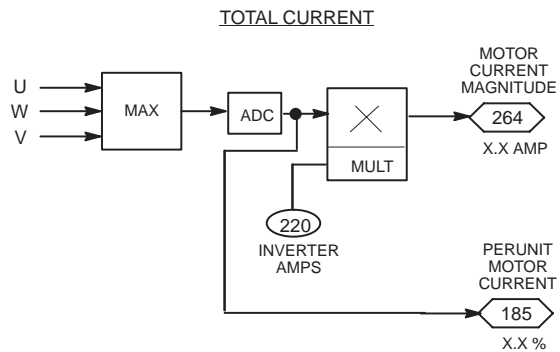 TOTAL CURRENT
U
W
V
MAX
ADC
MULT
220
INVERTER
AMPS
MOTOR
CURRENT
MAGNITUDE
264
X.X AMP
PERUNIT
MOTOR
CURRENT
185
X.X %